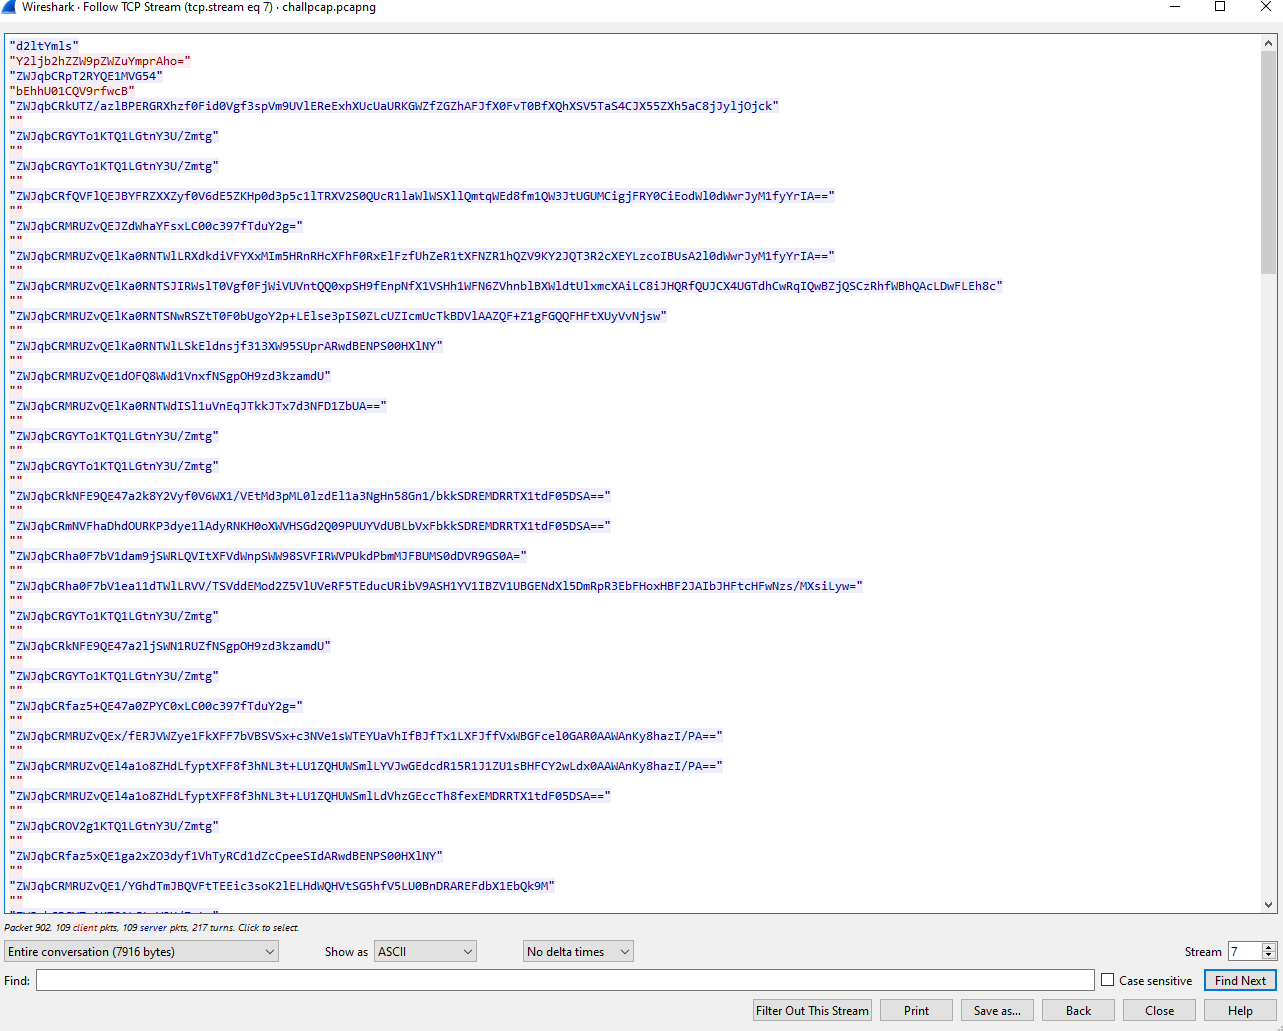 Wireshark · Follow TCP Stream (tcp.stream eq 7) · challpcap.pcapng
"d2ltYmls"
"Y2ljb2hZZW9pZWZuYmprAho="
"ZWJqbCRpT2RYQE1MVG54"
"bEhhU01CQV9rfwcB"
"ZWJqbCRkUTZ/azlBPERGRXhzf0Fid0Vgf3spVm9UVlEReExhXUcUaURKGWZfZGZhAFJfX0FvT0BfXQhXSV5TaS4CJX55ZXh5aC8jJyljOjck"
""
"ZWJqbCRGYTo1KTQ1LGtnY3U/Zmtg"
""
"ZWJqbCRGYTo1KTQ1LGtnY3U/Zmtg"
""
"ZWJqbCRfQVFlQEJBYFRZXXZyf0V6dE5ZKHp0d3p5c1lTRXV2S0QUcR1laWlWSXllQmtqWEd8fm1QW3JtUGUMCigjFRY0CiEodWl0dWwrJyM1fyYrIA=="
""
"ZWJqbCRMRUZvQEJZdWhaYFsxLC00c397fTduY2g="
""
"ZWJqbCRMRUZvQElKa0RNTWlLRXdkdiVFYXxMIm5HRnRHcXFhF0RxElFzfUhZeR1tXFNZR1hQZV9KY2JQT3R2cXEYLzcoIBUsA2l0dWwrJyM1fyYrIA=="
""
"ZWJqbCRMRUZvQElKa0RNTSJIRWslT0Vgf0FjWiVUVntQQ0xpSH9fEnpNfX1VSHh1WFN6ZVhnblBXWldtUlxmcXAiLC8iJHQRfQUJCX4UGTdhCwRqIQwBZjQSCzRhfWBhQAcLDwFLEh8c"
""
"ZWJqbCRMRUZvQElKa0RNTSNwRSZtT0F0bUgoY2p+LElse3pIS0ZLcUZIcmUcTkBDVlAAZQF+Z1gFGQQFHFtXUyVvNjsw"
""
"ZWJqbCRMRUZvQElKa0RNTWlLSkEldnsjf313XW95SUprARwdBENPS00HXlNY"
""
"ZWJqbCRMRUZvQE1dOFQ8WWd1VnxfNSgpOH9zd3kzamdU"
""
"ZWJqbCRMRUZvQElKa0RNTWdISl1uVnEqJTkkJTx7d3NFD1ZbUA=="
""
"ZWJqbCRGYTo1KTQ1LGtnY3U/Zmtg"
""
"ZWJqbCRGYTo1KTQ1LGtnY3U/Zmtg"
""
"ZWJqbCRkNFE9QE47a2k8Y2Vyf0V6WX1/VEtMd3pML0lzdEl1a3NgHn58Gn1/bkkSDREMDRRTX1tdF05DSA=="
""
"ZWJqbCRmNVFhaDhdOURKP3dye1lAdyRNKH0oXWVHSGd2Q09PUUYVdUBLbVxFbkkSDREMDRRTX1tdF05DSA=="
""
"ZWJqbCRha0F7bV1dam9jSWRLQVItXFVdWnpSWW98SVFIRWVPUkdPbmMJFBUMS0dDVR9GS0A="
""
"ZWJqbCRha0F7bV1ea11dTWlLRVV/TSVddEMod2Z5VlUVeRF5TEducURibV9ASH1YV1IBZV1UBGENdXl5DmRpR3EbFHoxHBF2JAIbJHFtcHFwNzs/MXsiLyw="
""
"ZWJqbCRGYTo1KTQ1LGtnY3U/Zmtg"
""
"ZWJqbCRkNFE9QE47a2ljSWN1RUZfNSgpOH9zd3kzamdU"
""
"ZWJqbCRGYTo1KTQ1LGtnY3U/Zmtg"
""
"ZWJqbCRfaz5+QE47a0ZPYC0xLC00c397fTduY2g="
""
"ZWJqbCRMRUZvQEx/fERJVWZye1FkXFF7bVBSVSx+c3NVe1sWTEYUaVhIfBJfTx1LXFJffVxWBGFcel0GAR0AAWAnKy8hazI/PA=="
""
"ZWJqbCRMRUZvQEl4a1o8ZHdLfyptXFF8f3hNL3t+LU1ZQHUWSmlLYVJwGEdcdR15R1J1ZU1sBHFCY2wLdx0AAWAnKy8hazI/PA=="
""
"ZWJqbCRMRUZvQEl4a1o8ZHdLfyptXFF8f3hNL3t+LU1ZQHUWSmlLdVhzGEccTh8fexEMDRRTX1tdF05DSA=="
""
"ZWJqbCROV2g1KTQ1LGtnY3U/Zmtg"
""
"ZWJqbCRfaz5xQE1ga2xZO3dyf1VhTyRCd1dZcCpeeSIdARwdBENPS00HXlNY"
""
"ZWJqbCRMRUZvQE1/YGhdTmJBQVFtTEEic3soK2lELHdWQHVtSG5hfV5LU0BnDRAREFdbX1EbQk9M"
""
Packet 902. 109 client pkts, 109 server pkts, 217 turns. Click to select.
Entire conversation (7916 bytes) Show as ASCII No delta times Stream 7
Find: Case sensitive Find Next
Filter Out This Stream Print Save as... Back Close Help